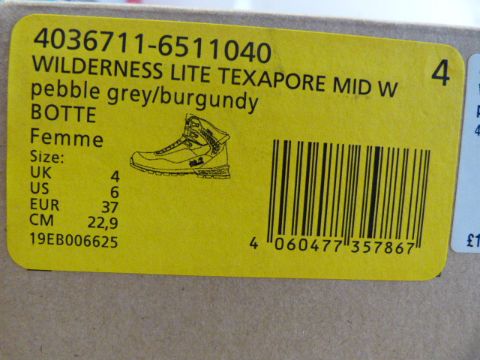 4036711-6511040
WILDERNESS LITE TEXAPORE MID W
4
pebble grey/burgundy
BOTTE
Femme
Size:
UK 4
US 6
EUR 37
CM 22,9
19EB006625
4 060477 357867
£1